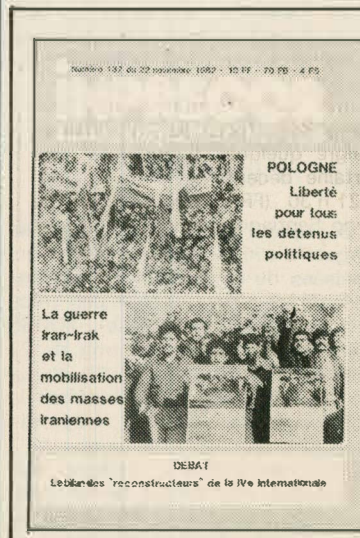 Numéro 137 du 22 novembre 1982 - 10 FF - 70 FB - 4 FS
POLOGNE
Liberté
pour tous
les détenus
politiques
La guerre
Iran-Irak
et la
mobilisation
des masses
iraniennes
DEBAT
Le bilan des "reconstructeurs" de la IVe Internationale